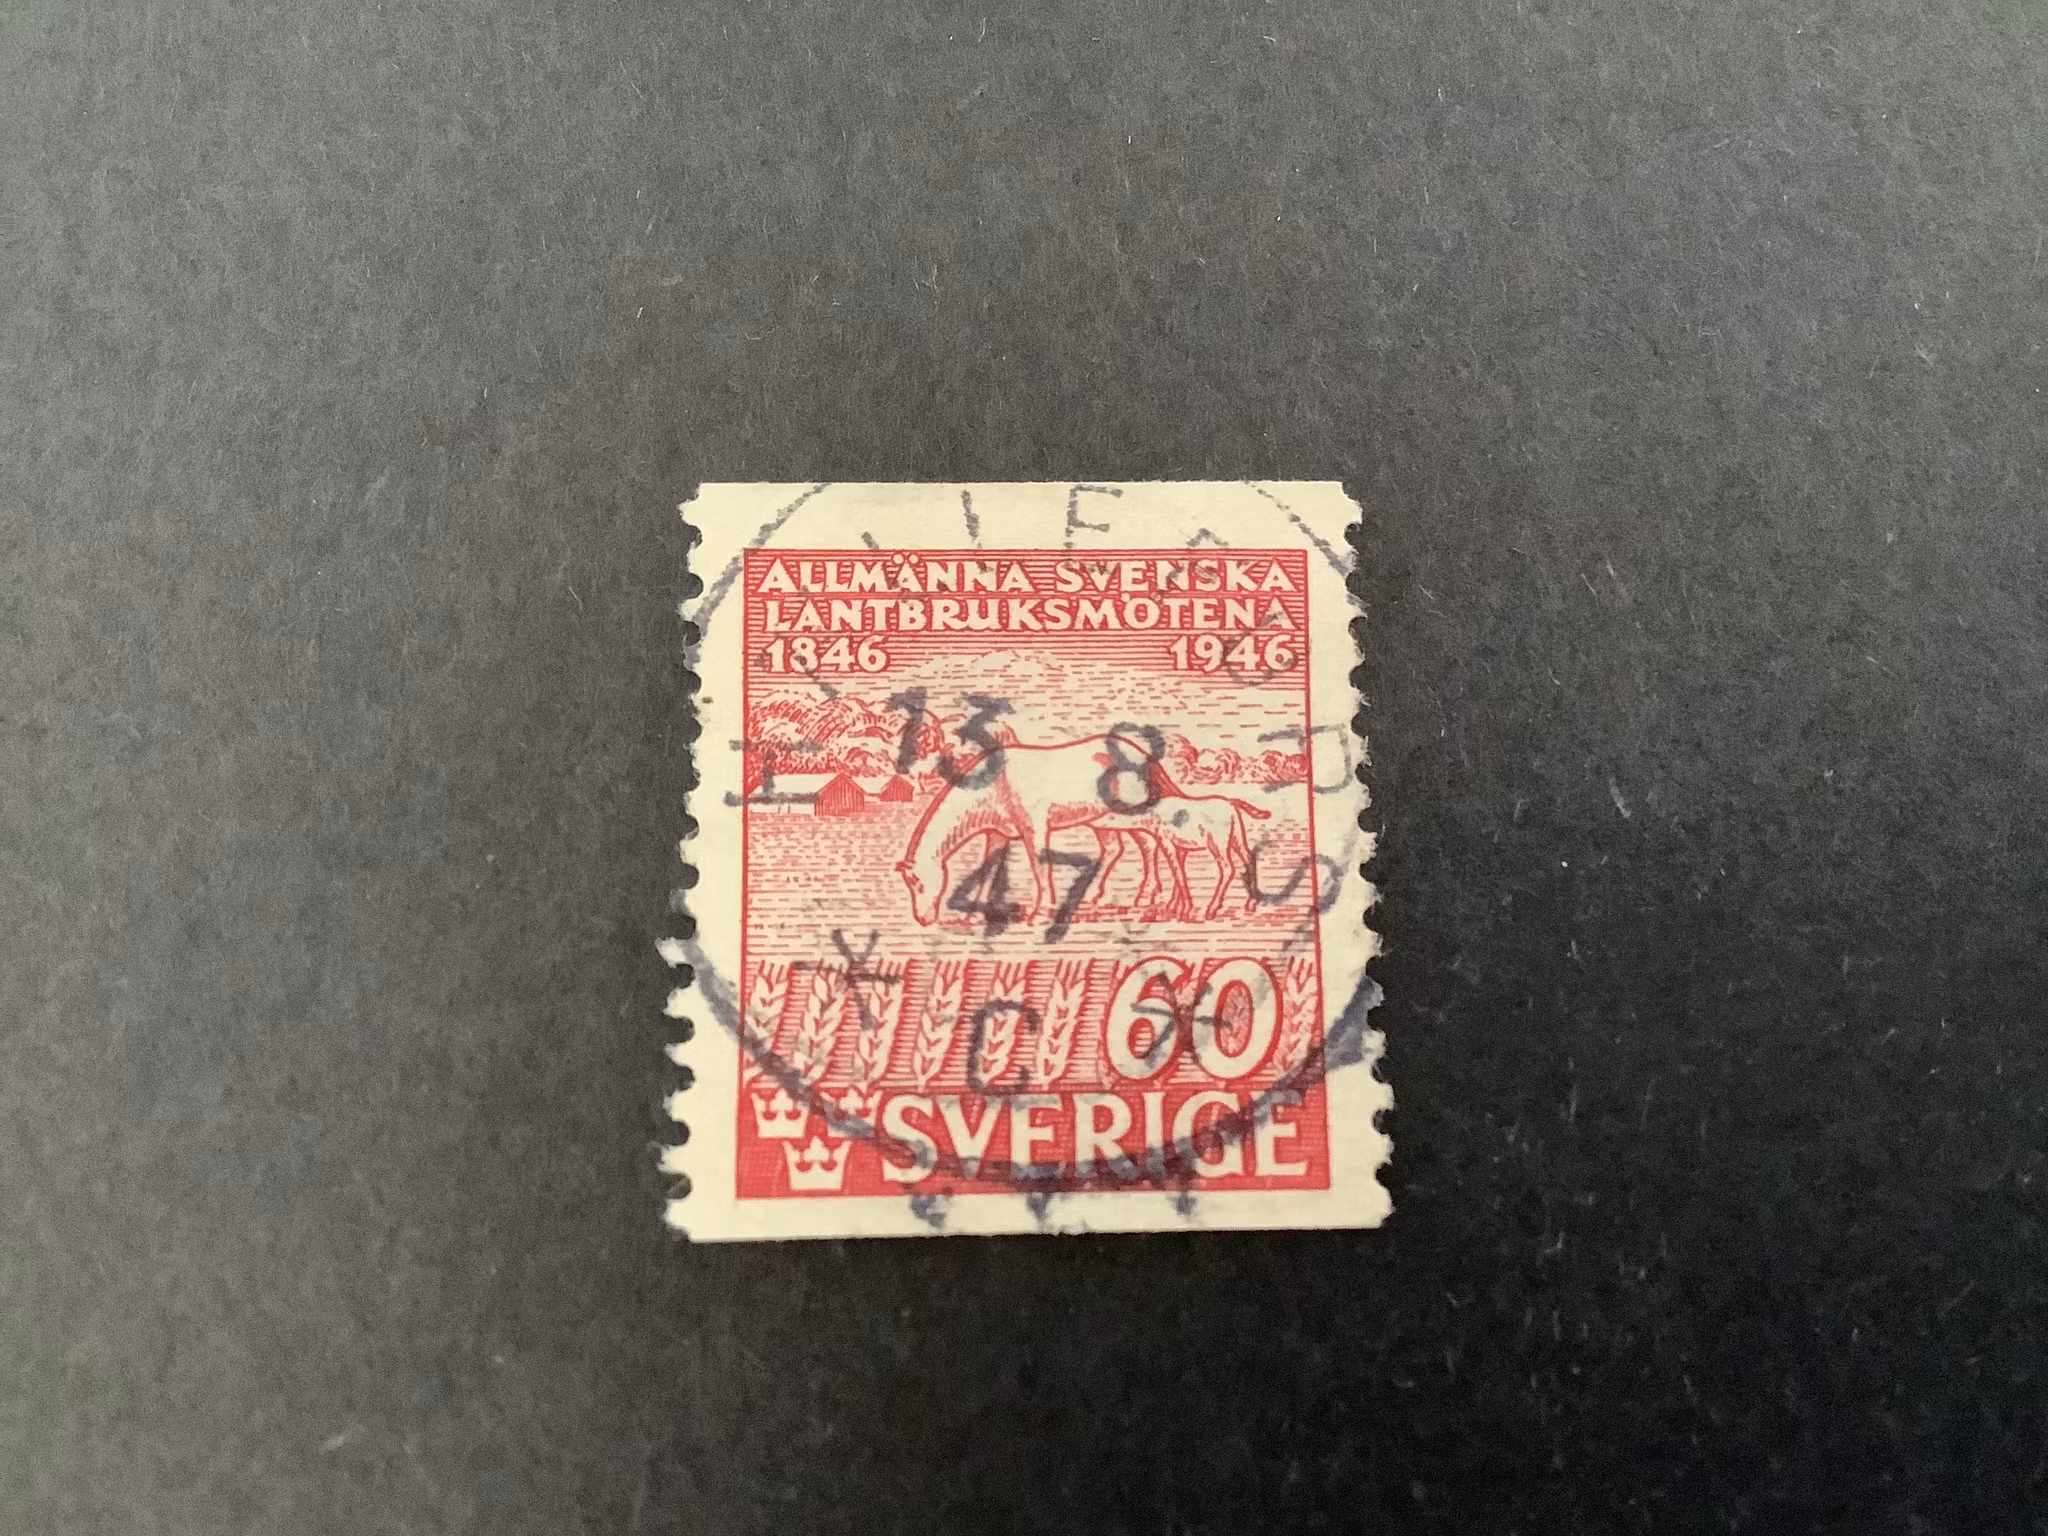 ALLMÄNNA SVENSKA
LANTBRUKSMÖTENA
1846 1946
13 8.
47
C
60
SVERIGE